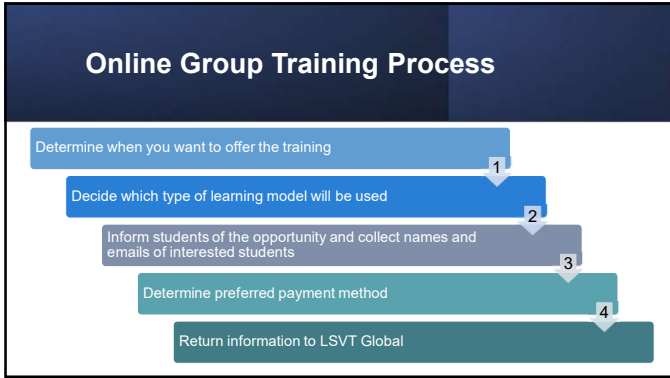 Online Group Training Process
Determine when you want to offer the training
1
Decide which type of learning model will be used
2
Inform students of the opportunity and collect names and
emails of interested students
3
Determine preferred payment method
4
Return information to LSVT Global